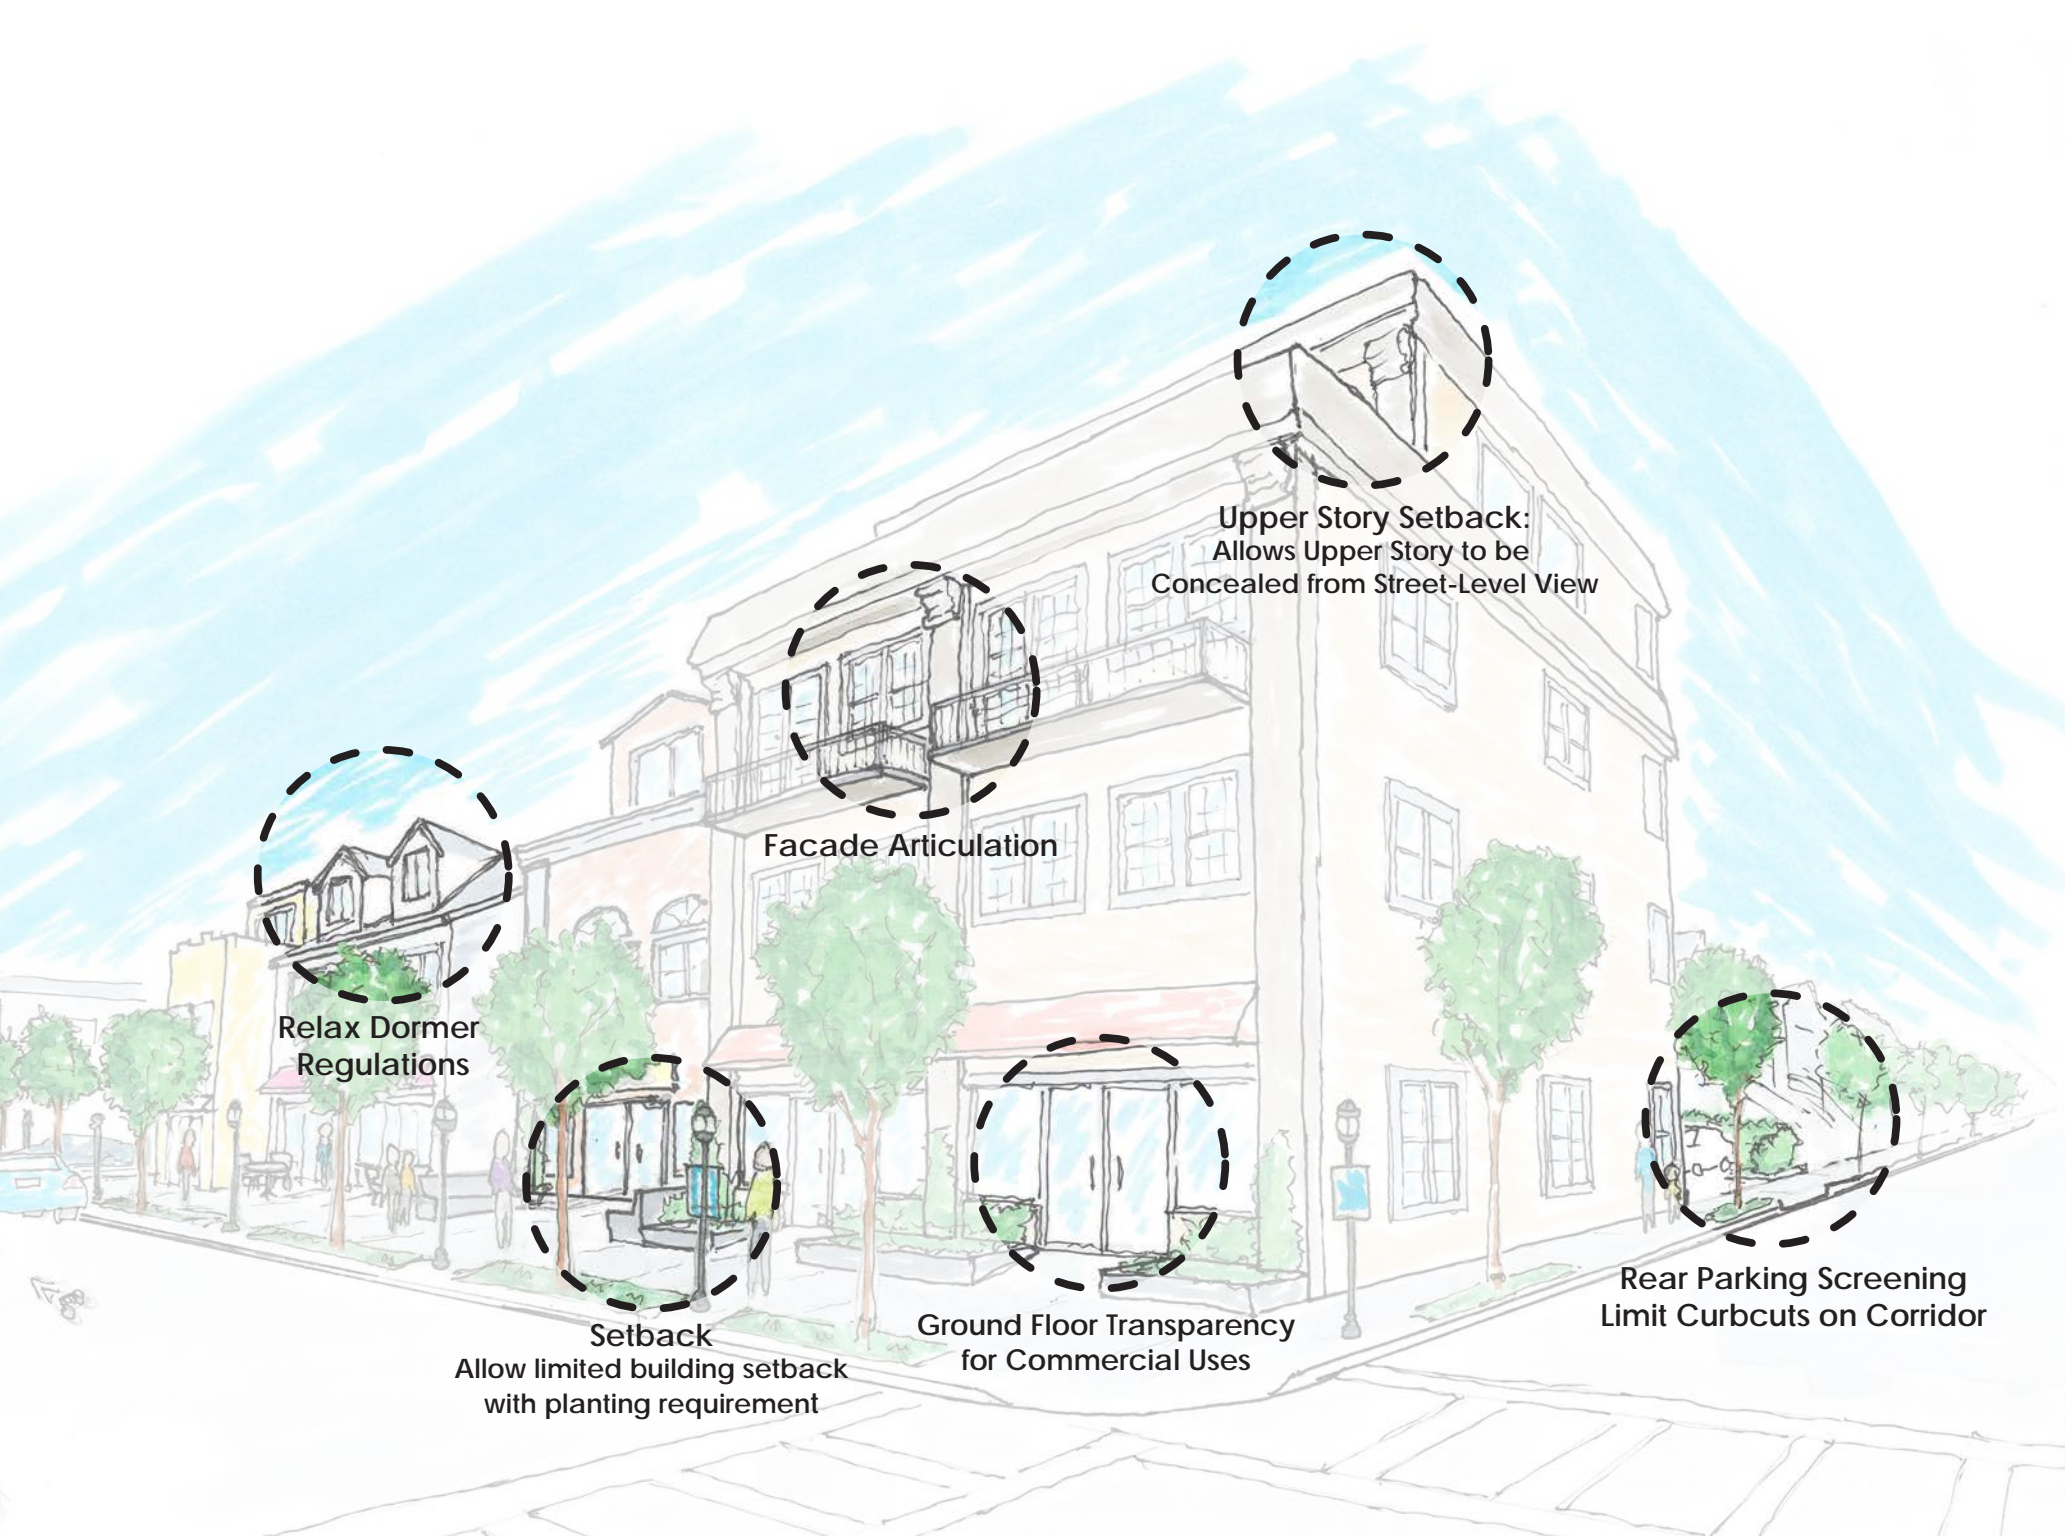 Upper Story Setback:
Allows Upper Story to be
Concealed from Street-Level View
Facade Articulation
Relax Dormer
Regulations
Setback
Allow limited building setback
with planting requirement
Ground Floor Transparency
for Commercial Uses
Rear Parking Screening
Limit Curbcuts on Corridor